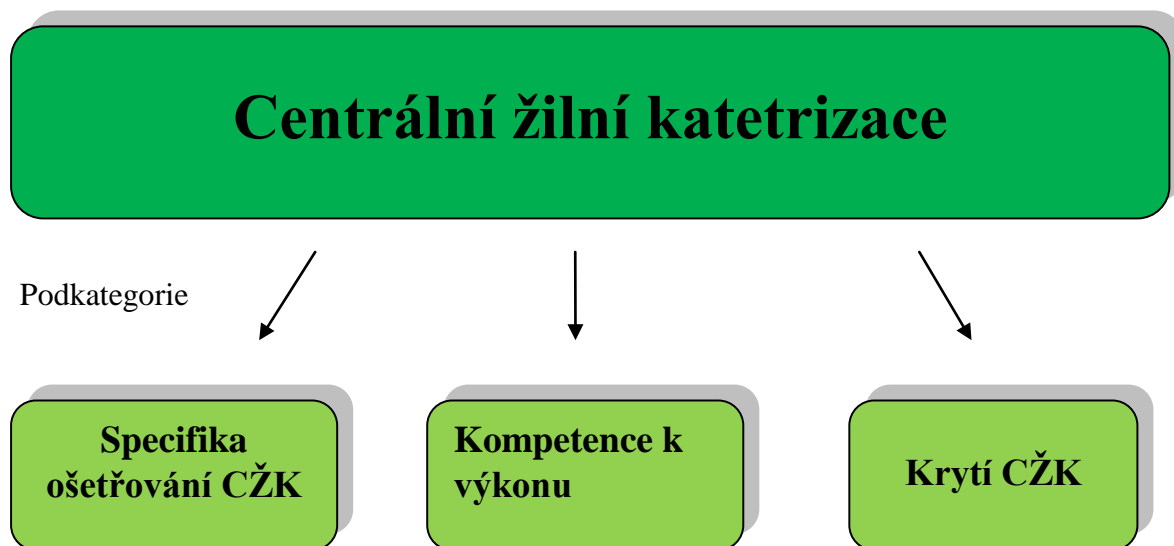 Centrální žilní katetrizace
Podkategorie
Specifika
ošetřování CŽK
Kompetence k
výkonu
Krytí CŽK